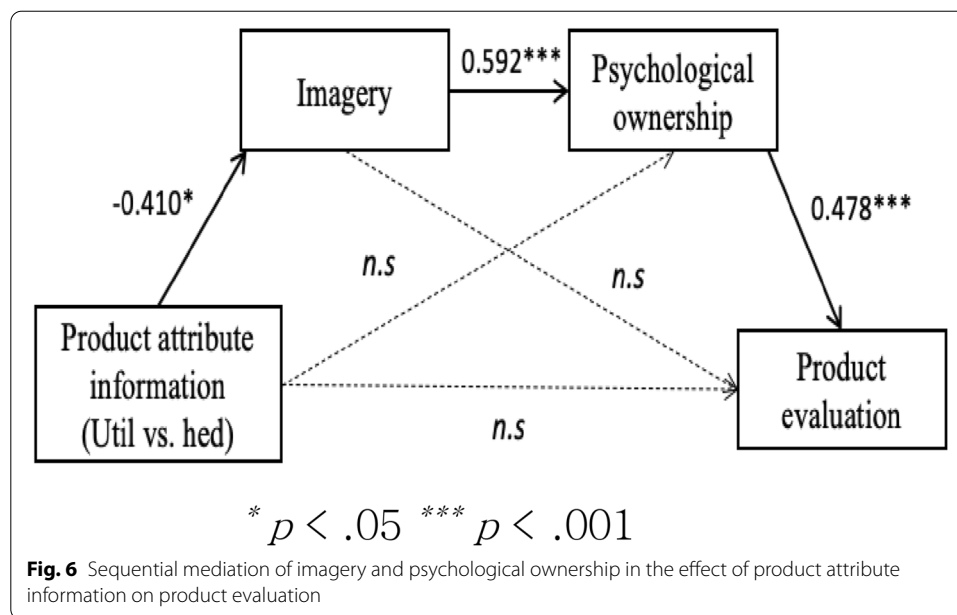 0.592***
Imagery
Psychological
ownership
-0.410*
0.478***
n.s
n.s
Product attribute
information
(Util vs. hed)
Product
evaluation
n.s
* p < .05 *** p < .001
Fig. 6 Sequential mediation of imagery and psychological ownership in the effect of product attribute
information on product evaluation